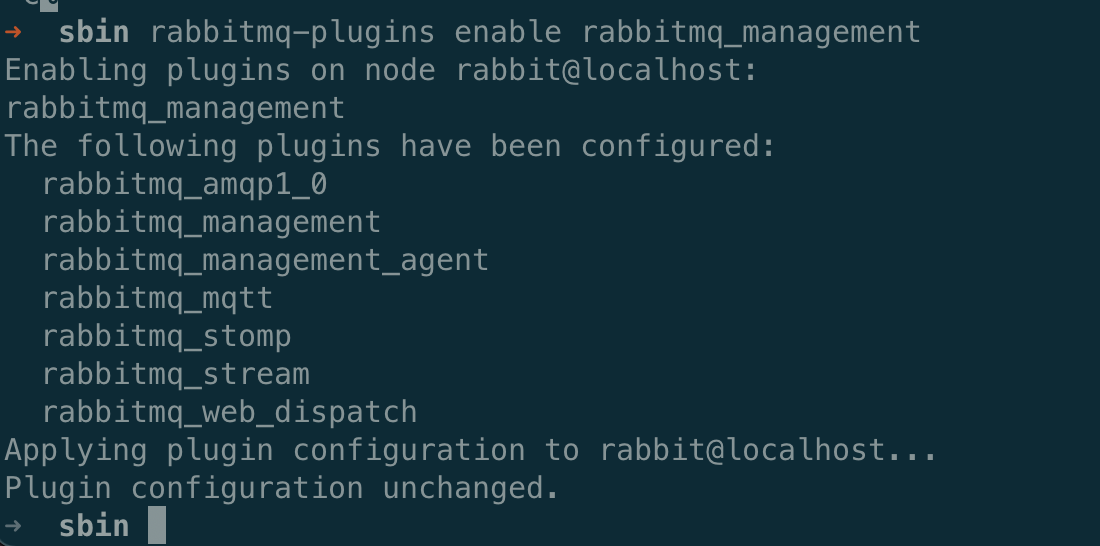 → sbin rabbitmq-plugins enable rabbitmq_management
Enabling plugins on node rabbit@localhost:
rabbitmq_management
The following plugins have been configured:
  rabbitmq_amqp1_0
  rabbitmq_management
  rabbitmq_management_agent
  rabbitmq_mqtt
  rabbitmq_stomp
  rabbitmq_stream
  rabbitmq_web_dispatch
Applying plugin configuration to rabbit@localhost...
Plugin configuration unchanged.
→ sbin